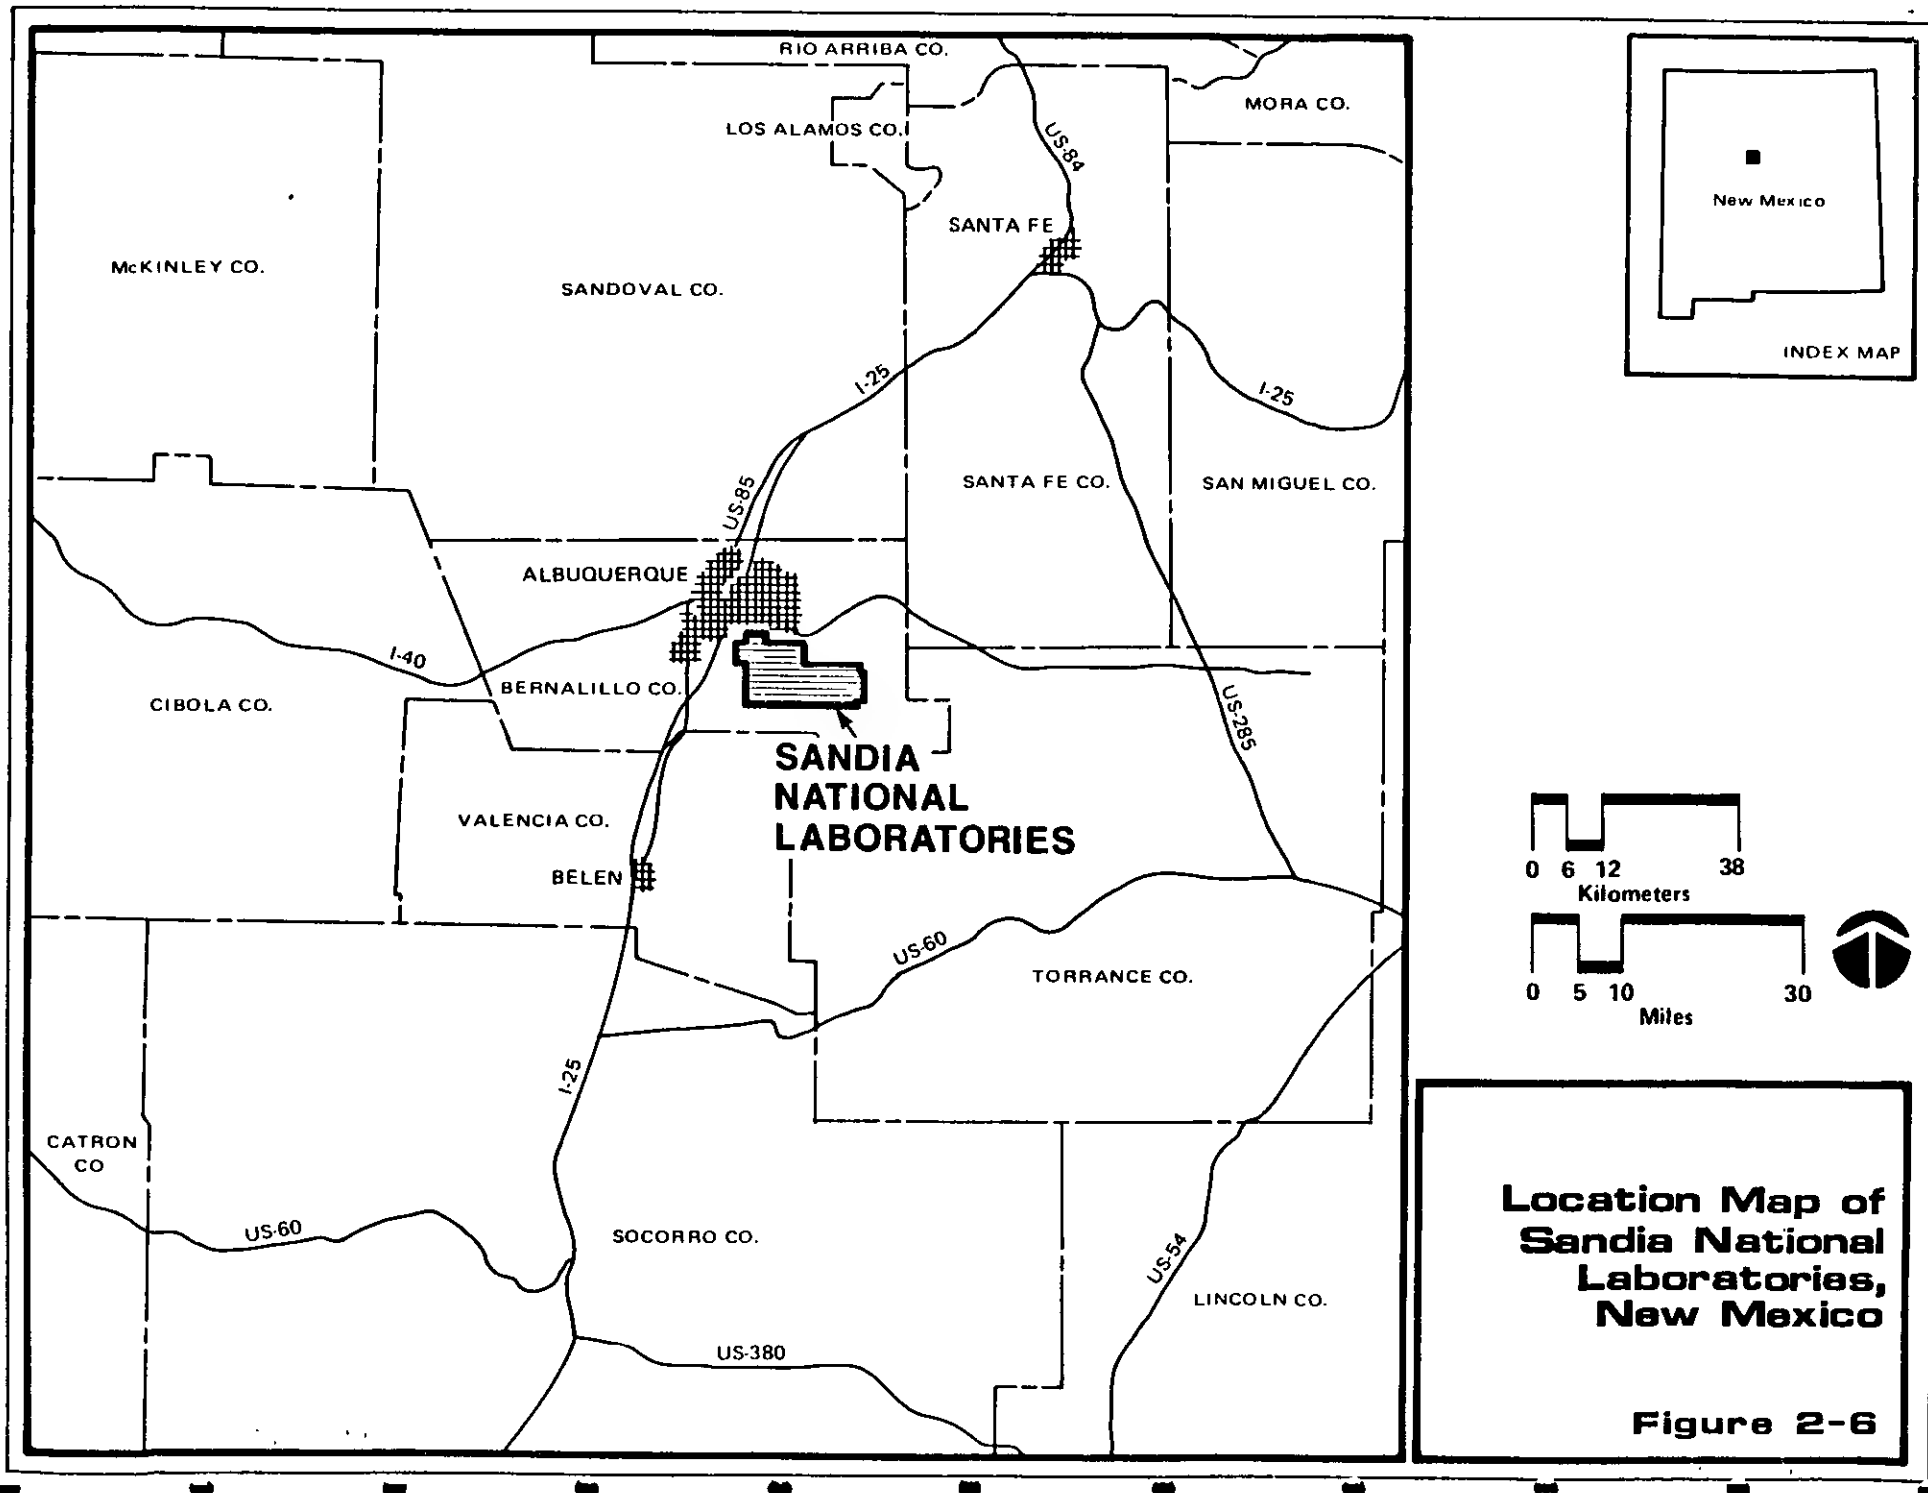 RIO ARRIBA CO.
MORA CO.
LOS ALAMOS CO.
US-84
New Mexico
SANTA FE
McKINLEY CO.
SANDOVAL CO.
INDEX MAP
I-25
I-25
SANTA FE CO.
SAN MIGUEL CO.
US-85
ALBUQUERQUE
I-40
BERNALILLO CO.
CIBOLA CO.
US-285
SANDIA
NATIONAL
LABORATORIES
VALENCIA CO.
BELEN
0 6 12 38
Kilometers
US-60
TORRANCE CO.
0 5 10 30
Miles
I-25
CATRON
CO
US-60
SOCORRO CO.
US-54
LINCOLN CO.
US-380
Location Map of
Sandia National
Laboratories,
New Mexico
Figure 2-6